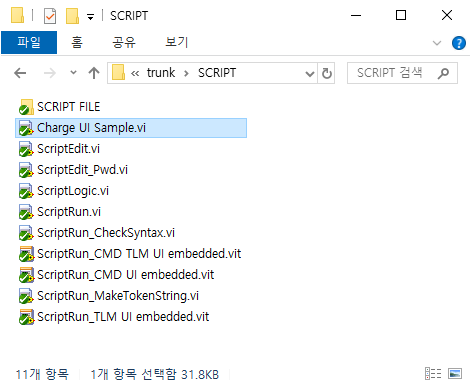 SCRIPT
파일 홈 공유 보기
« trunk > SCRIPT SCRIPT 검색
SCRIPT FILE
Charge UI Sample.vi
ScriptEdit.vi
ScriptEdit_Pwd.vi
ScriptLogic.vi
ScriptRun.vi
ScriptRun_CheckSyntax.vi
ScriptRun_CMD TLM UI embedded.vit
ScriptRun_CMD UI embedded.vit
ScriptRun_MakeTokenString.vi
ScriptRun_TLM UI embedded.vit
11개 항목 1개 항목 선택함 31.8KB